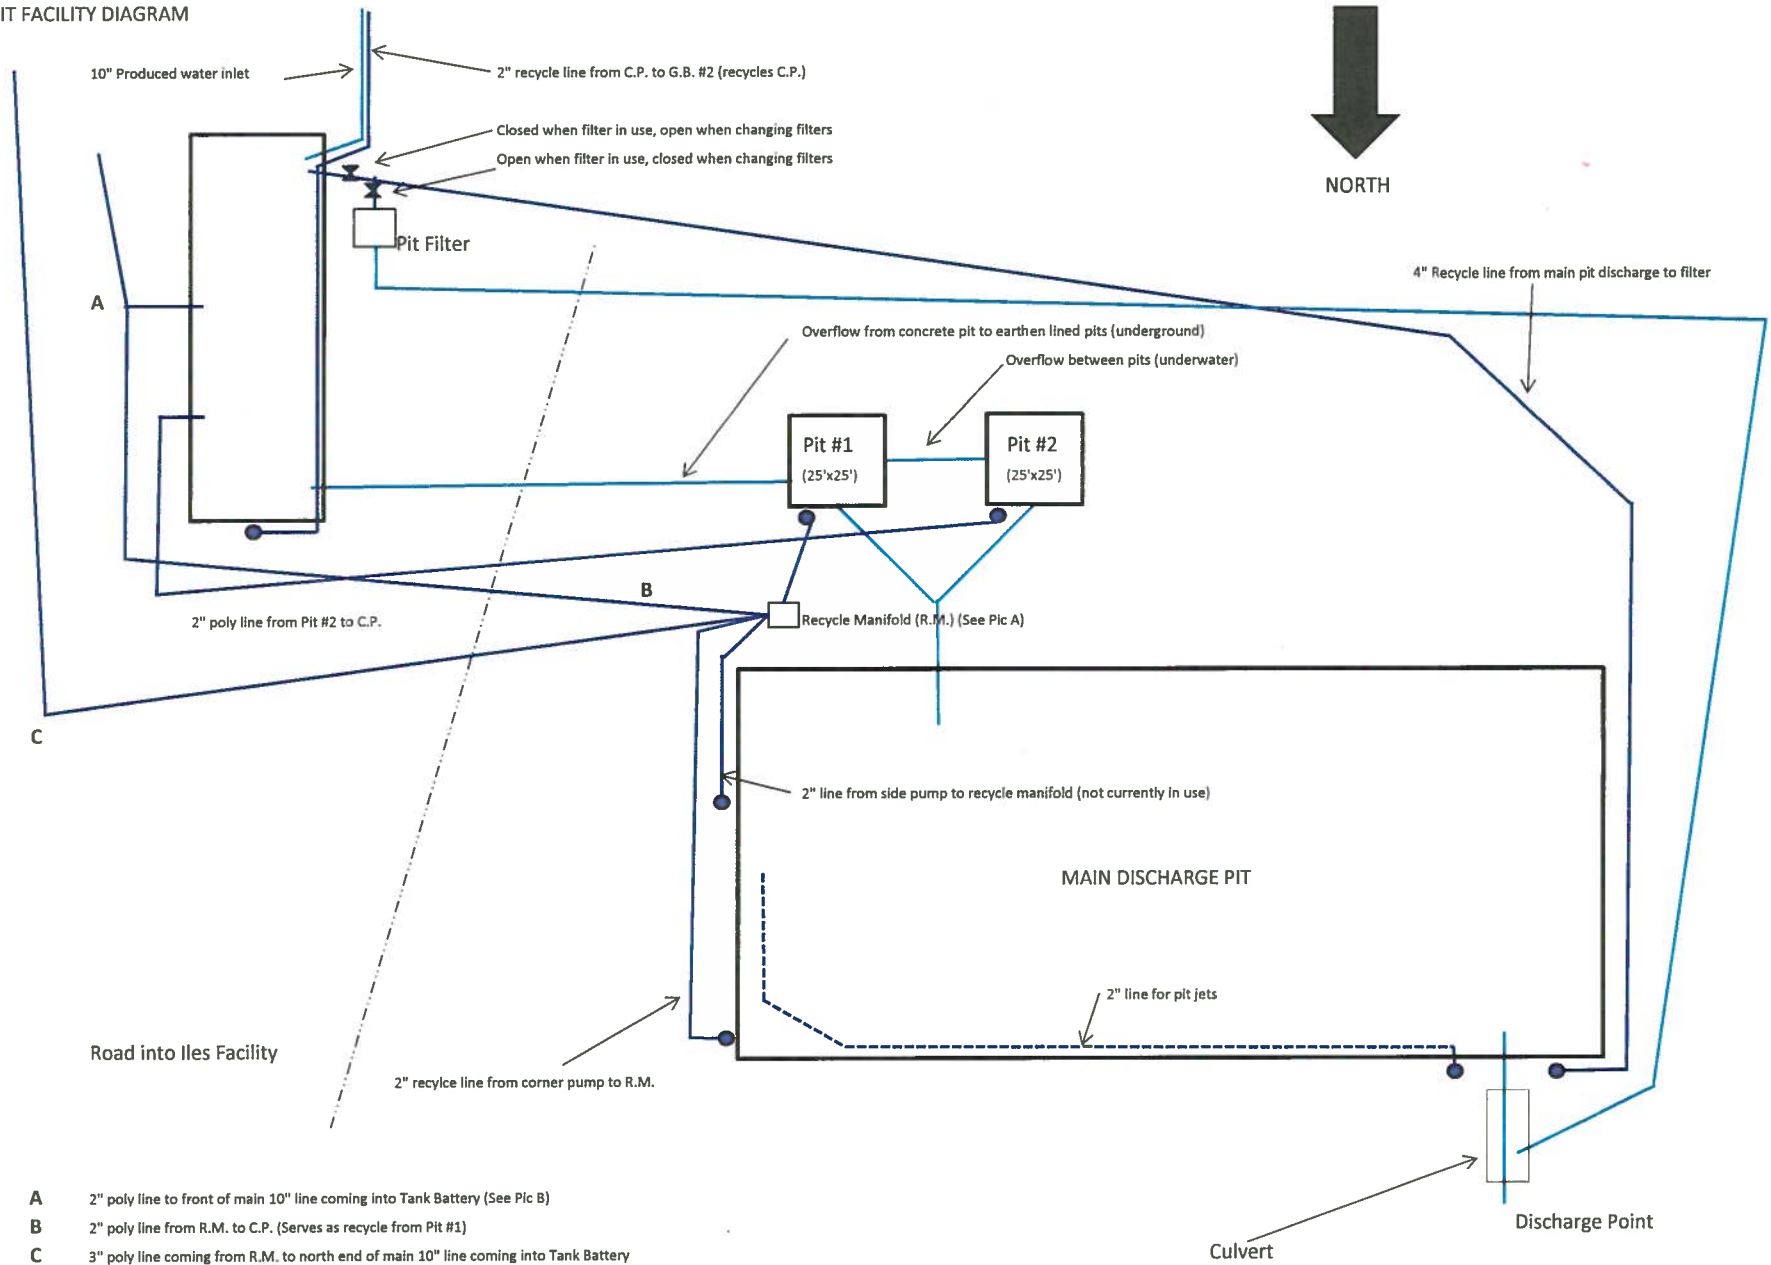 IT FACILITY DIAGRAM
10" Produced water inlet
2" recycle line from C.P. to G.B. #2 (recycles C.P.)
Closed when filter in use, open when changing filters
Open when filter in use, closed when changing filters
NORTH
Pit Filter
4" Recycle line from main pit discharge to filter
A
Overflow from concrete pit to earthen lined pits (underground)
Overflow between pits (underwater)
Pit #1
(25'x25')
Pit #2
(25'x25')
B
2" poly line from Pit #2 to C.P.
Recycle Manifold (R.M.) (See Pic A)
C
2" line from side pump to recycle manifold (not currently in use)
MAIN DISCHARGE PIT
2" line for pit jets
Road into Iles Facility
2" recylce line from corner pump to R.M.
A 2" poly line to front of main 10" line coming into Tank Battery (See Pic B)
B 2" poly line from R.M. to C.P. (Serves as recycle from Pit #1)
C 3" poly line coming from R.M. to north end of main 10" line coming into Tank Battery
Discharge Point
Culvert